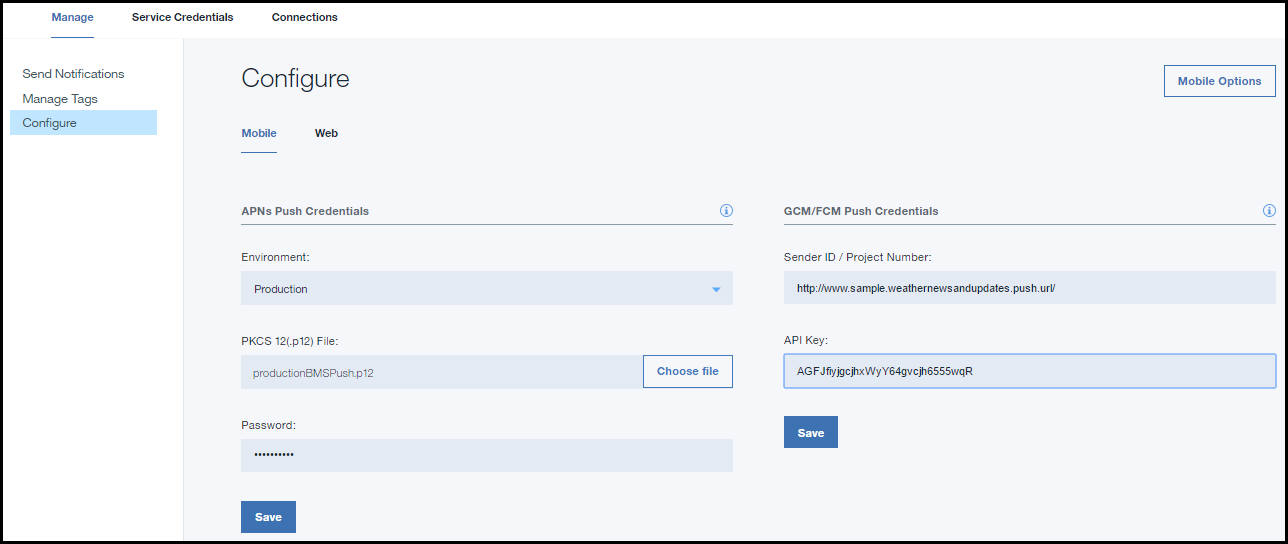 Manage Service Credentials Connections
Send Notifications
Manage Tags
Configure
Configure
Mobile Options
Mobile Web
APNs Push Credentials
Environment:
Production
PKCS 12(.p12) File:
productionBMSPush.p12 Choose file
Password:
••••••••••
Save
GCM/FCM Push Credentials
Sender ID / Project Number:
http://www.sample.weathernewsandupdates.push.url/
API Key:
AGFJfiyjgcjhxWyY64gvcjh6555wqR
Save